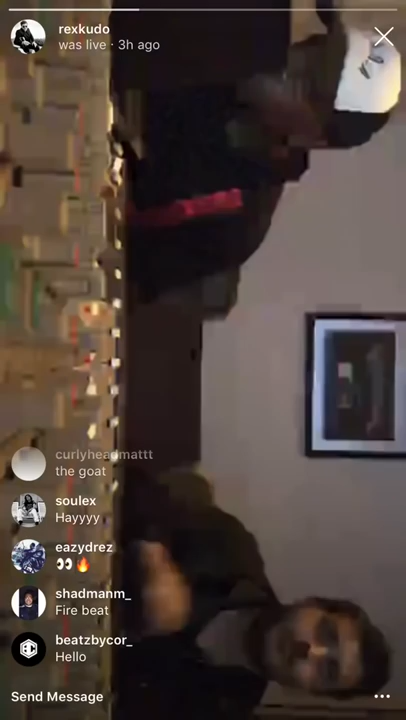 rexkudo
was live · 3h ago
curlyheadmattt
the goat
soulex
Hayyyy
eazydrez
👀🔥
shadmanm_
Fire beat
beatzbycor_
Hello
Send Message